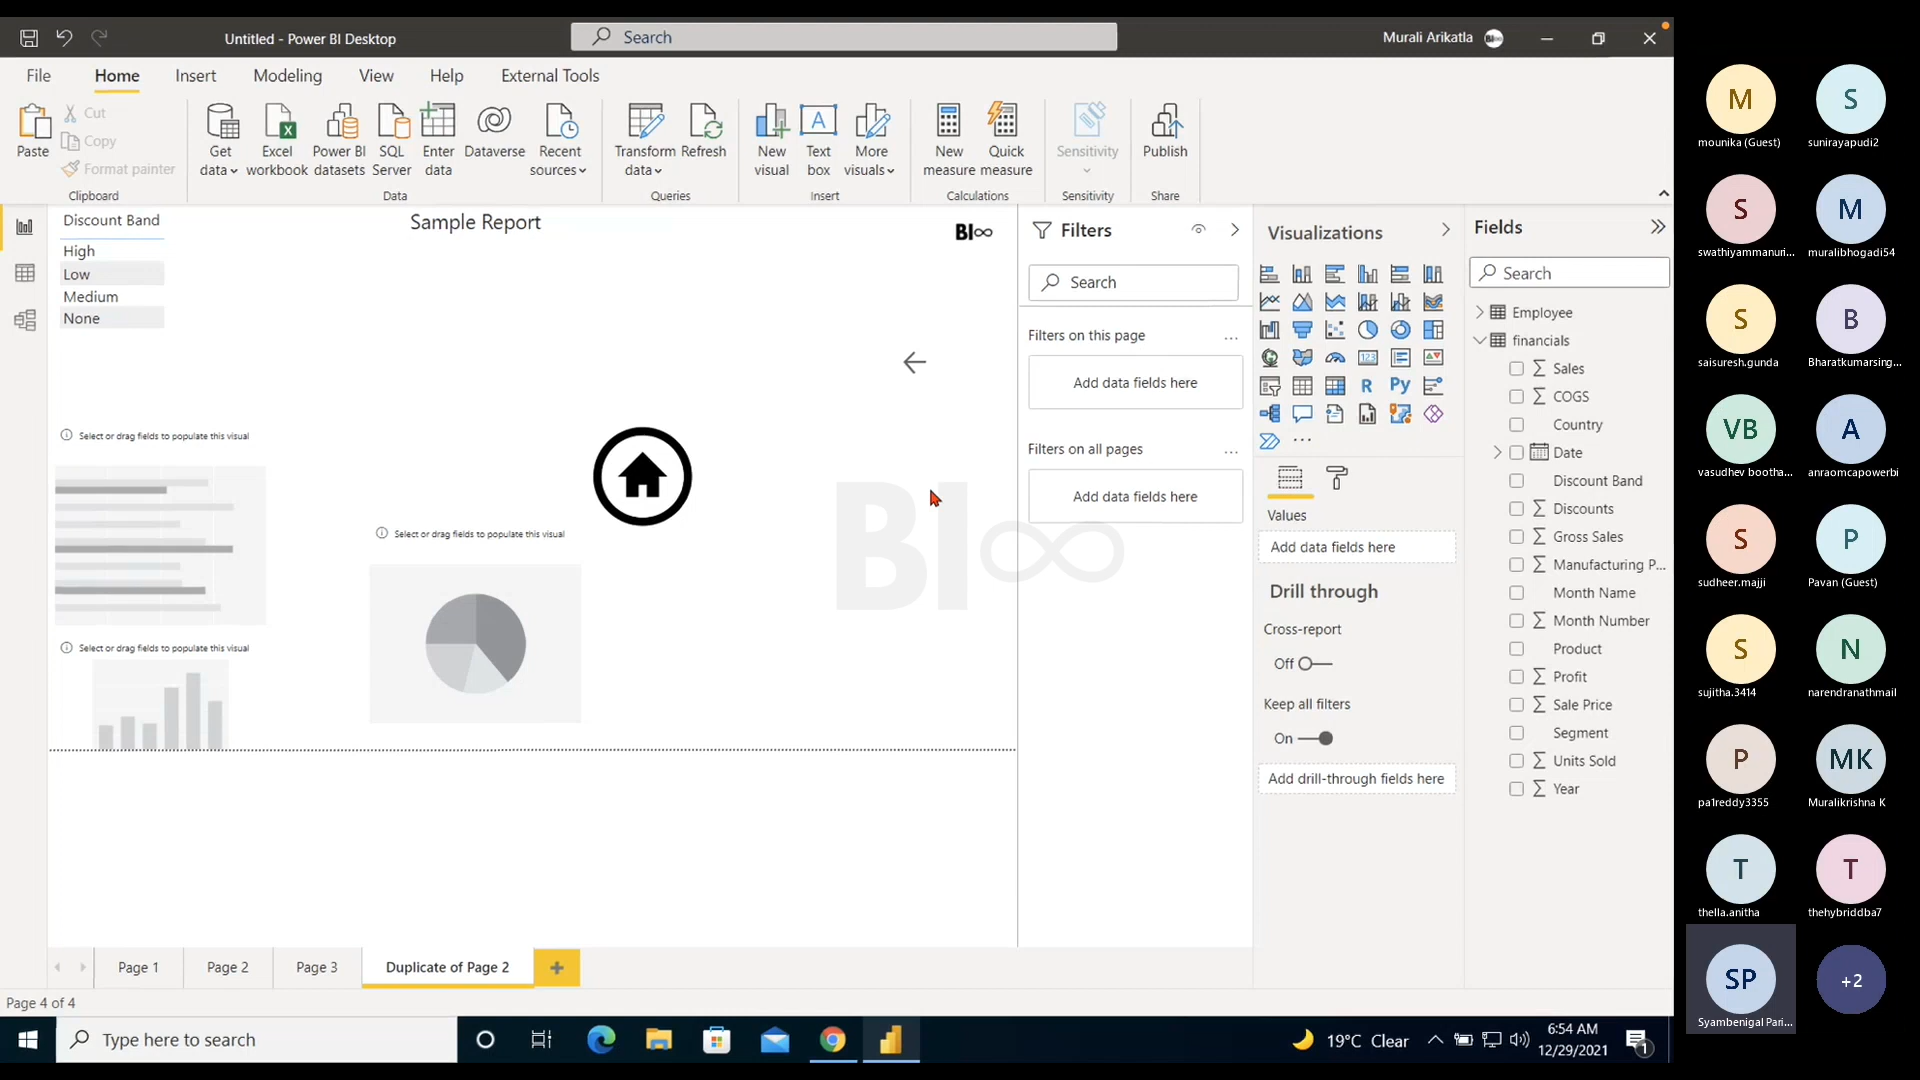 Untitled - Power BI Desktop
Search
Murali Arikatla
File
Home
Insert
Modeling
View
Help
External Tools
Paste
Cut
Copy
Format painter
Clipboard
Get data
Excel workbook
Power BI datasets
SQL Server
Enter data
Dataverse
Recent sources
Data
Transform data
Refresh
Queries
New visual
Text box
More visuals
Insert
New measure
Quick measure
Calculations
Sensitivity
Sensitivity
Publish
Share
Discount Band
High
Low
Medium
None
Sample Report
BI∞
Select or drag fields to populate this visual
Select or drag fields to populate this visual
Select or drag fields to populate this visual
BI∞
Filters
Search
Filters on this page
...
Add data fields here
Filters on all pages
...
Add data fields here
Visualizations
123
R
Py
...
Values
Add data fields here
Drill through
Cross-report
Off
Keep all filters
On
Add drill-through fields here
Fields
Search
Employee
financials
Sales
COGS
Country
Date
Discount Band
Discounts
Gross Sales
Manufacturing P...
Month Name
Month Number
Product
Profit
Sale Price
Segment
Units Sold
Year
Page 1
Page 2
Page 3
Duplicate of Page 2
+
Page 4 of 4
Type here to search
19°C Clear
6:54 AM
12/29/2021
1
M
mounika (Guest)
S
sunirayapudi2
S
swathiyammanuri...
M
muralibhogadi54
S
saisuresh.gunda
B
Bharatkumarsing...
VB
vasudhev bootha...
A
anraomcapowerbi
S
sudheer.majji
P
Pavan (Guest)
S
sujitha.3414
N
narendranathmail
P
pa1reddy3355
MK
Muralikrishna K
T
thella.anitha
T
thehybriddba7
SP
Syambenigal Pari...
+2